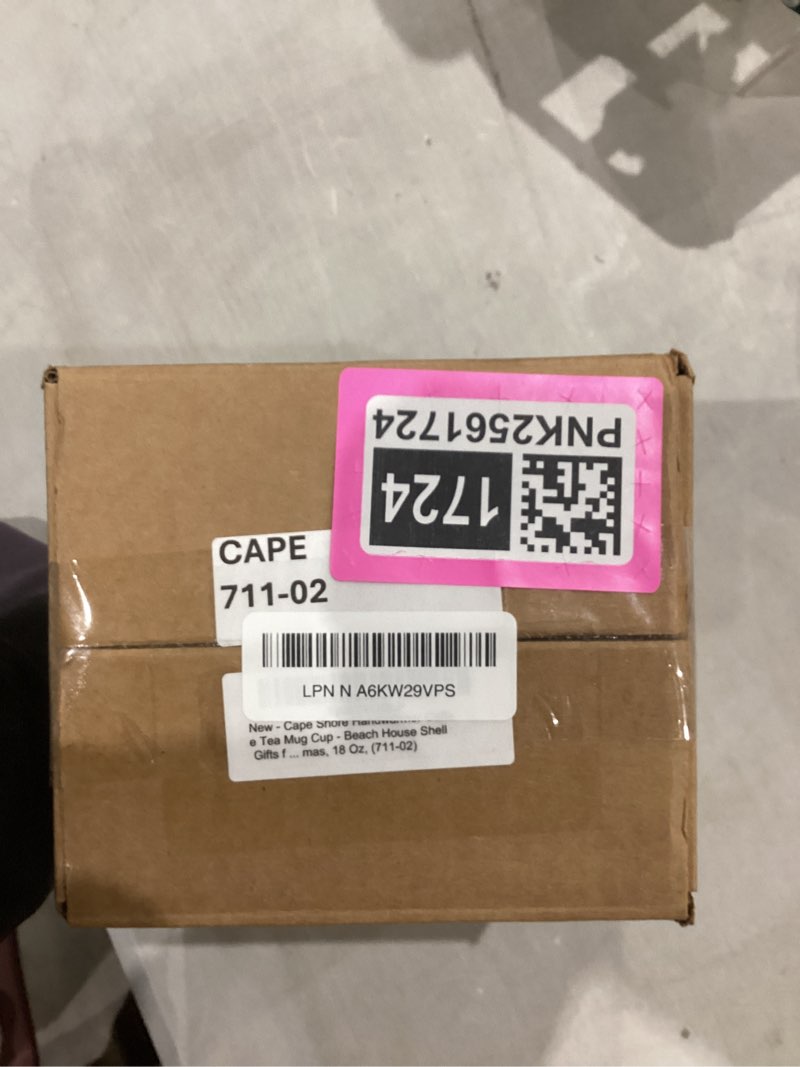 PNK2561724
1724
CAPE
711-02
LPN N A6KW29VPS
New - Cape Shore Handwarmer
e Tea Mug Cup - Beach House Shell
Gifts f ... mas, 18 Oz, (711-02)